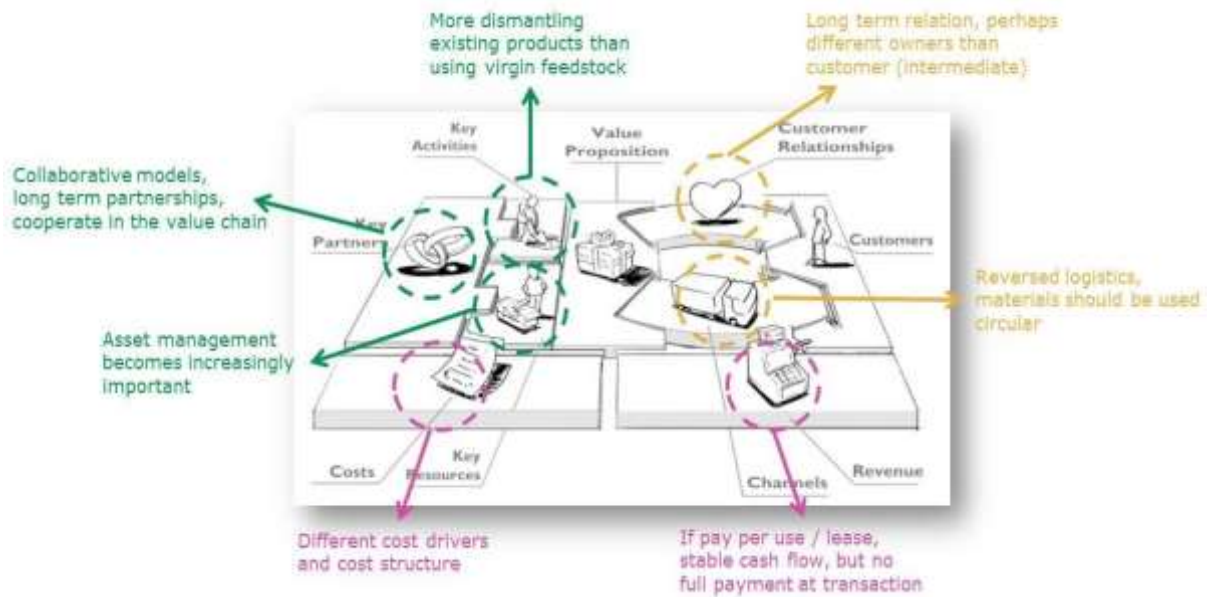 More dismantling
existing products than
using virgin feedstock
Long term relation, perhaps
different owners than
customer (intermediate)
Key
Activities
Value
Proposition
Customer
Relationships
Collaborative models,
long term partnerships,
cooperate in the value chain
Key
Partners
Customers
Reversed logistics,
materials should be used
circular
Asset management
becomes increasingly
important
Costs
Key
Resources
Channels
Revenue
Different cost drivers
and cost structure
If pay per use / lease,
stable cash flow, but no
full payment at transaction